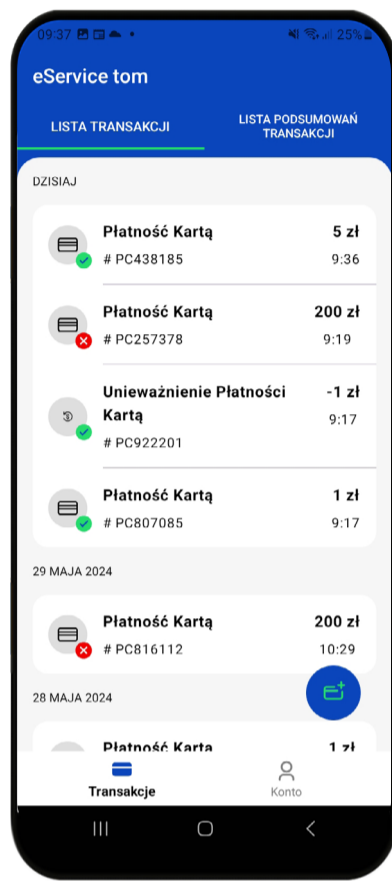 09:37
25%
eService tom
LISTA TRANSAKCJI
LISTA PODSUMOWAŃ
TRANSAKCJI
DZISIAJ
Płatność Kartą
5 zł
# PC438185
9:36
Płatność Kartą
200 zł
# PC257378
9:19
Unieważnienie Płatności
-1 zł
Kartą
9:17
# PC922201
Płatność Kartą
1 zł
# PC807085
9:17
29 MAJA 2024
Płatność Kartą
200 zł
# PC816112
10:29
28 MAJA 2024
Płatność Kartą
1 zł
Transakcje
Konto